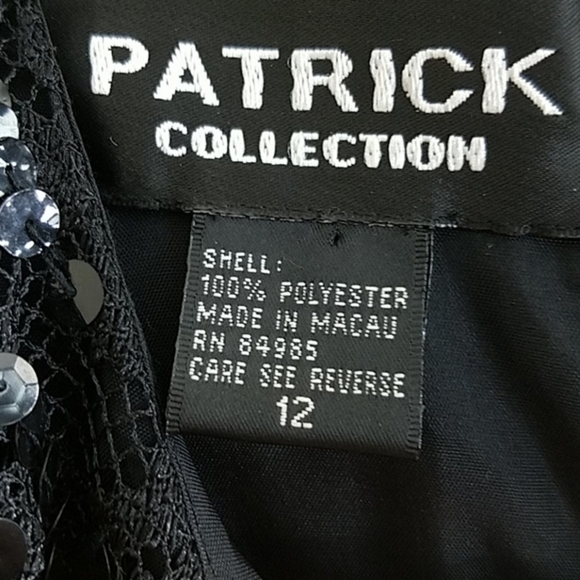 PATRICK
COLLECTION
SHELL:
100% POLYESTER
MADE IN MACAU
RN 84985
CARE SEE REVERSE
12